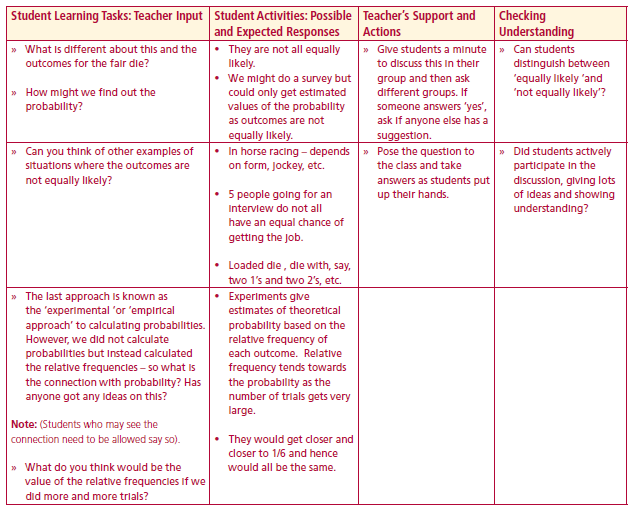 Student Learning Tasks: Teacher Input
Student Activities: Possible
and Expected Responses
Teacher's Support and
Actions
Checking
Understanding
» What is different about this and the
outcomes for the fair die?
» How might we find out the
probability?
• They are not all equally
likely.
• We might do a survey but
could only get estimated
values of the probability
as outcomes are not
equally likely.
» Give students a minute
to discuss this in their
group and then ask
different groups. If
someone answers 'yes',
ask if anyone else has a
suggestion.
» Can students
distinguish between
'equally likely 'and
'not equally likely'?
» Can you think of other examples of
situations where the outcomes are
not equally likely?
• In horse racing – depends
on form, jockey, etc.
• 5 people going for an
interview do not all
have an equal chance of
getting the job.
• Loaded die , die with, say,
two 1's and two 2's, etc.
» Pose the question to
the class and take
answers as students put
up their hands.
» Did students actively
participate in the
discussion, giving lots
of ideas and showing
understanding?
» The last approach is known as
the 'experimental 'or 'empirical
approach' to calculating probabilities.
However, we did not calculate
probabilities but instead calculated
the relative frequencies – so what is
the connection with probability? Has
anyone got any ideas on this?
Note: (Students who may see the
connection need to be allowed say so).
» What do you think would be the
value of the relative frequencies if we
did more and more trials?
• Experiments give
estimates of theoretical
probability based on the
relative frequency of
each outcome. Relative
frequency tends towards
the probability as the
number of trials gets very
large.
• They would get closer and
closer to 1/6 and hence
would all be the same.